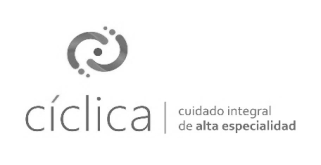 cíclica
cuidado integral
de alta especialidad